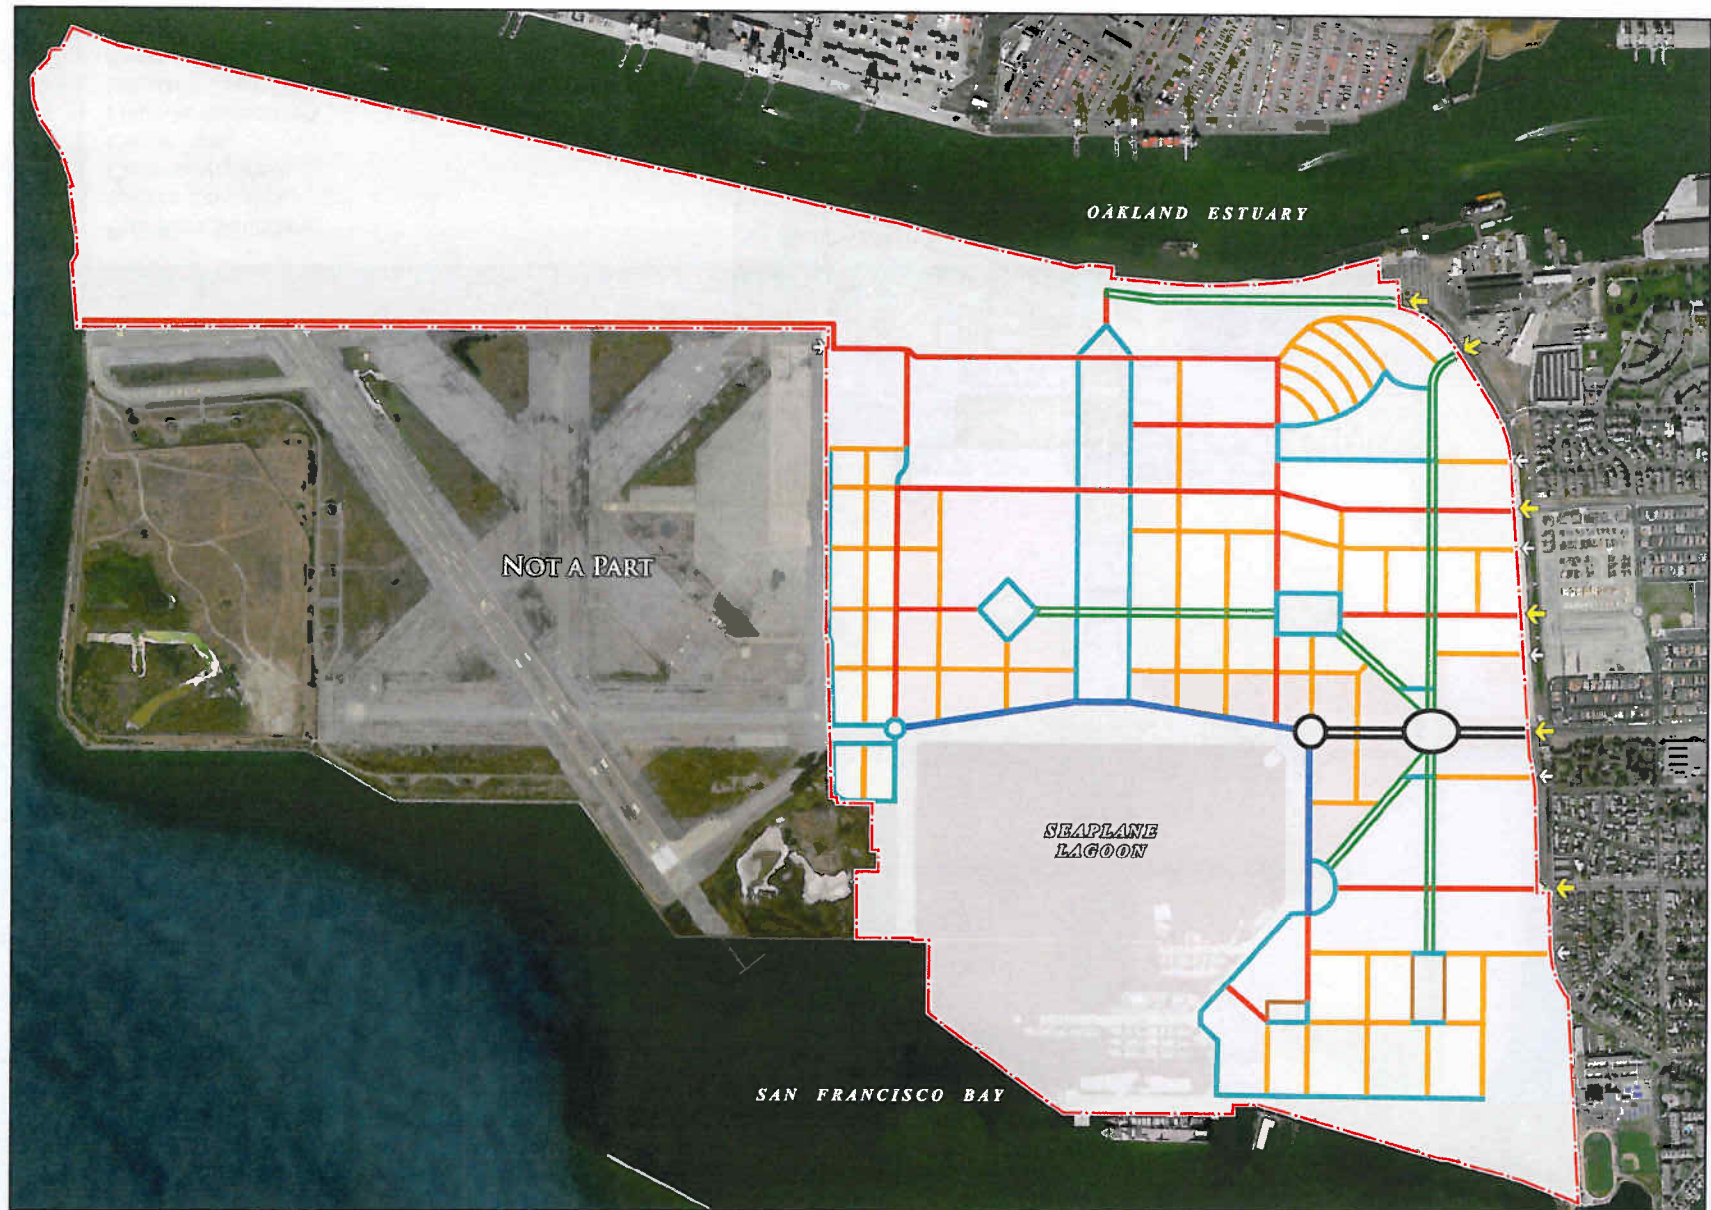 OAKLAND ESTUARY
NOT A PART
SEAPLANE
LAGOON
SAN FRANCISCO BAY